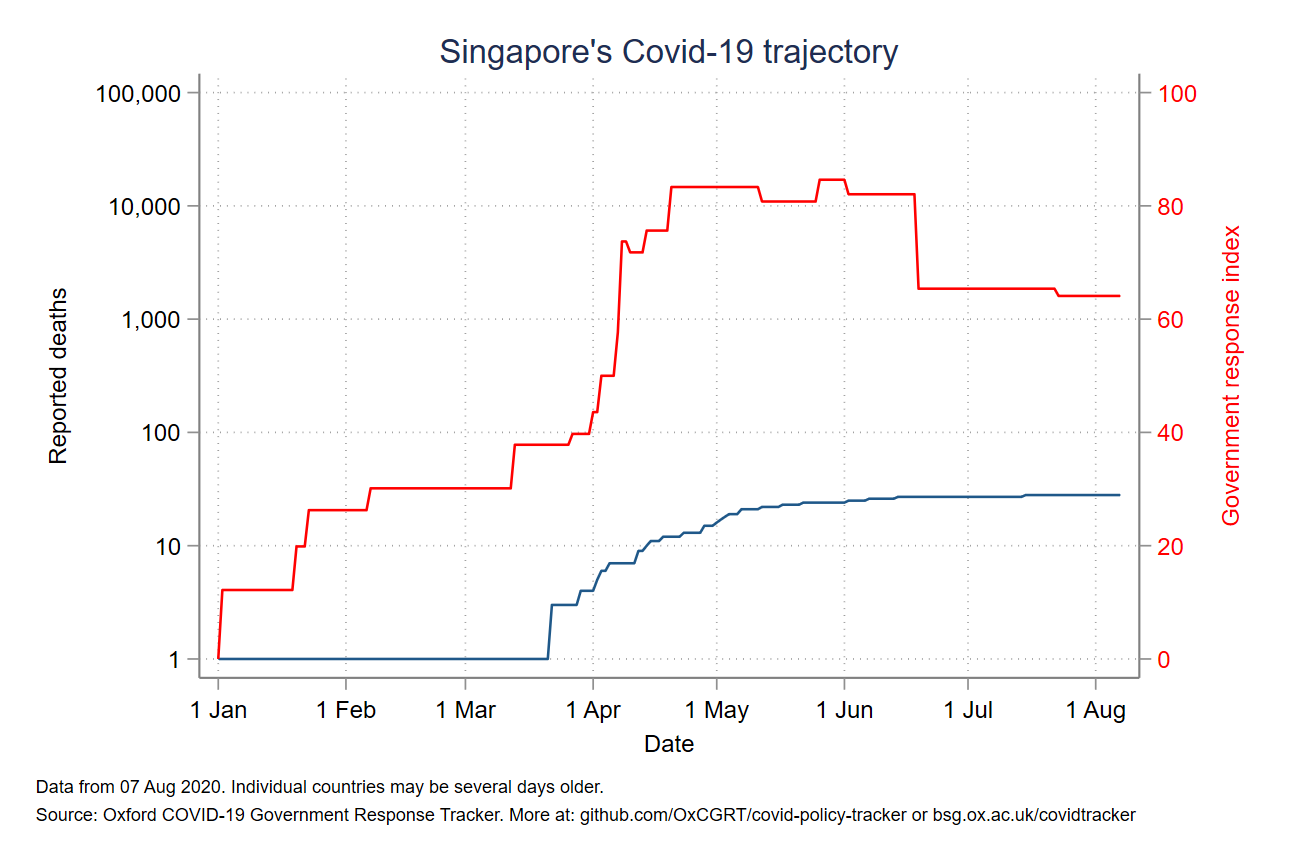 Singapore's Covid-19 trajectory
100,000
10,000
1,000
100
10
1
Reported deaths
100
80
60
40
20
0
Government response index
1 Jan 1 Feb 1 Mar 1 Apr 1 May 1 Jun 1 Jul 1 Aug
Date
Data from 07 Aug 2020. Individual countries may be several days older.
Source: Oxford COVID-19 Government Response Tracker. More at: github.com/OxCGRT/covid-policy-tracker or bsg.ox.ac.uk/covidtracker